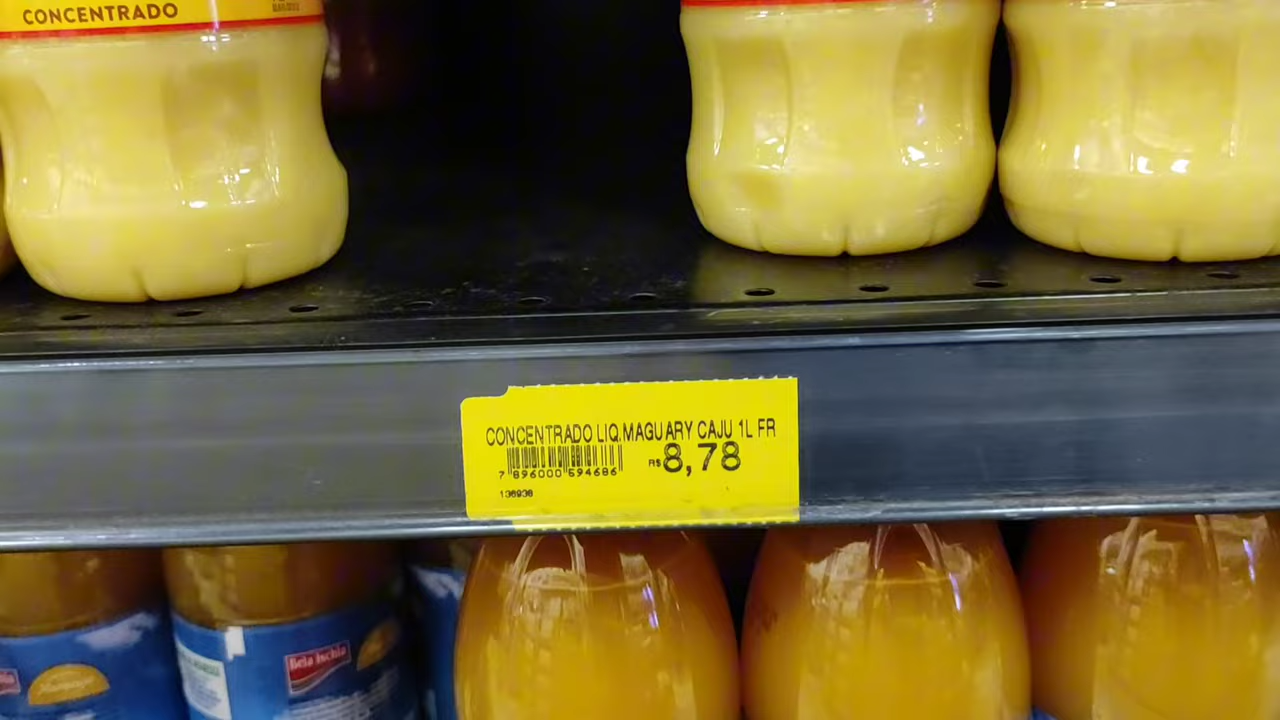 CONCENTRADO
CONCENTRADO LIQ.MAGUARY CAJU 1L FR
R$8,78
7 896000 594686
136936
Bela Ischia